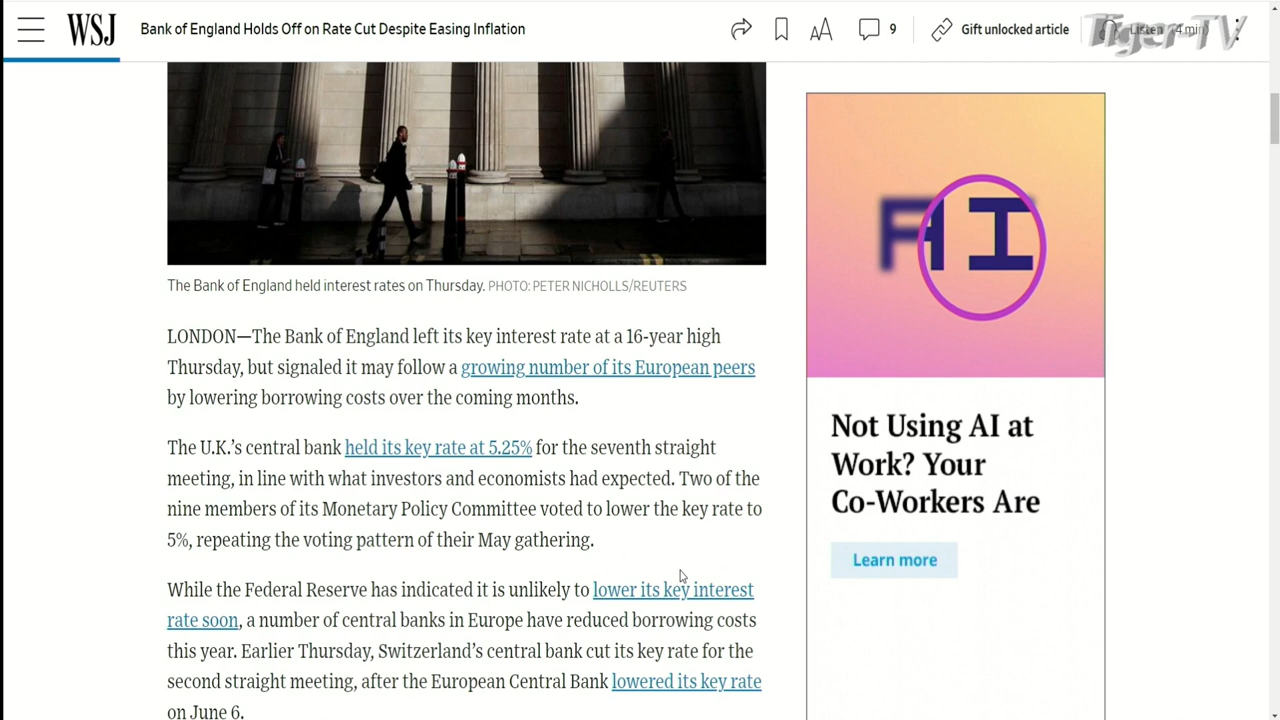 WSJ
Bank of England Holds Off on Rate Cut Despite Easing Inflation
AA
9
Gift unlocked article
Listen (4 min)
Tiger TV
The Bank of England held interest rates on Thursday. PHOTO: PETER NICHOLLS/REUTERS
LONDON—The Bank of England left its key interest rate at a 16-year high
Thursday, but signaled it may follow a growing number of its European peers
by lowering borrowing costs over the coming months.
The U.K.’s central bank held its key rate at 5.25% for the seventh straight
meeting, in line with what investors and economists had expected. Two of the
nine members of its Monetary Policy Committee voted to lower the key rate to
5%, repeating the voting pattern of their May gathering.
While the Federal Reserve has indicated it is unlikely to lower its key interest
rate soon, a number of central banks in Europe have reduced borrowing costs
this year. Earlier Thursday, Switzerland’s central bank cut its key rate for the
second straight meeting, after the European Central Bank lowered its key rate
on June 6.
AI
Not Using AI at
Work? Your
Co-Workers Are
Learn more